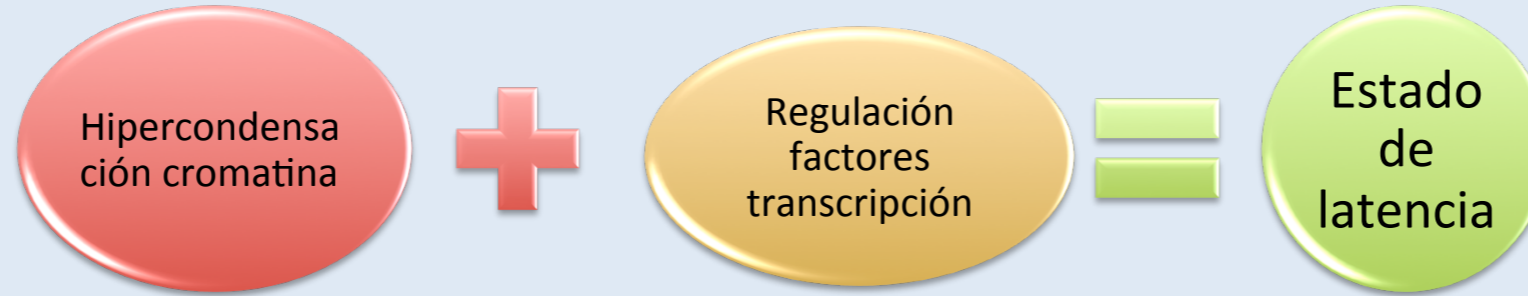 Hipercondensa
ción cromatina
Regulación
factores
transcripción
Estado
de
latencia